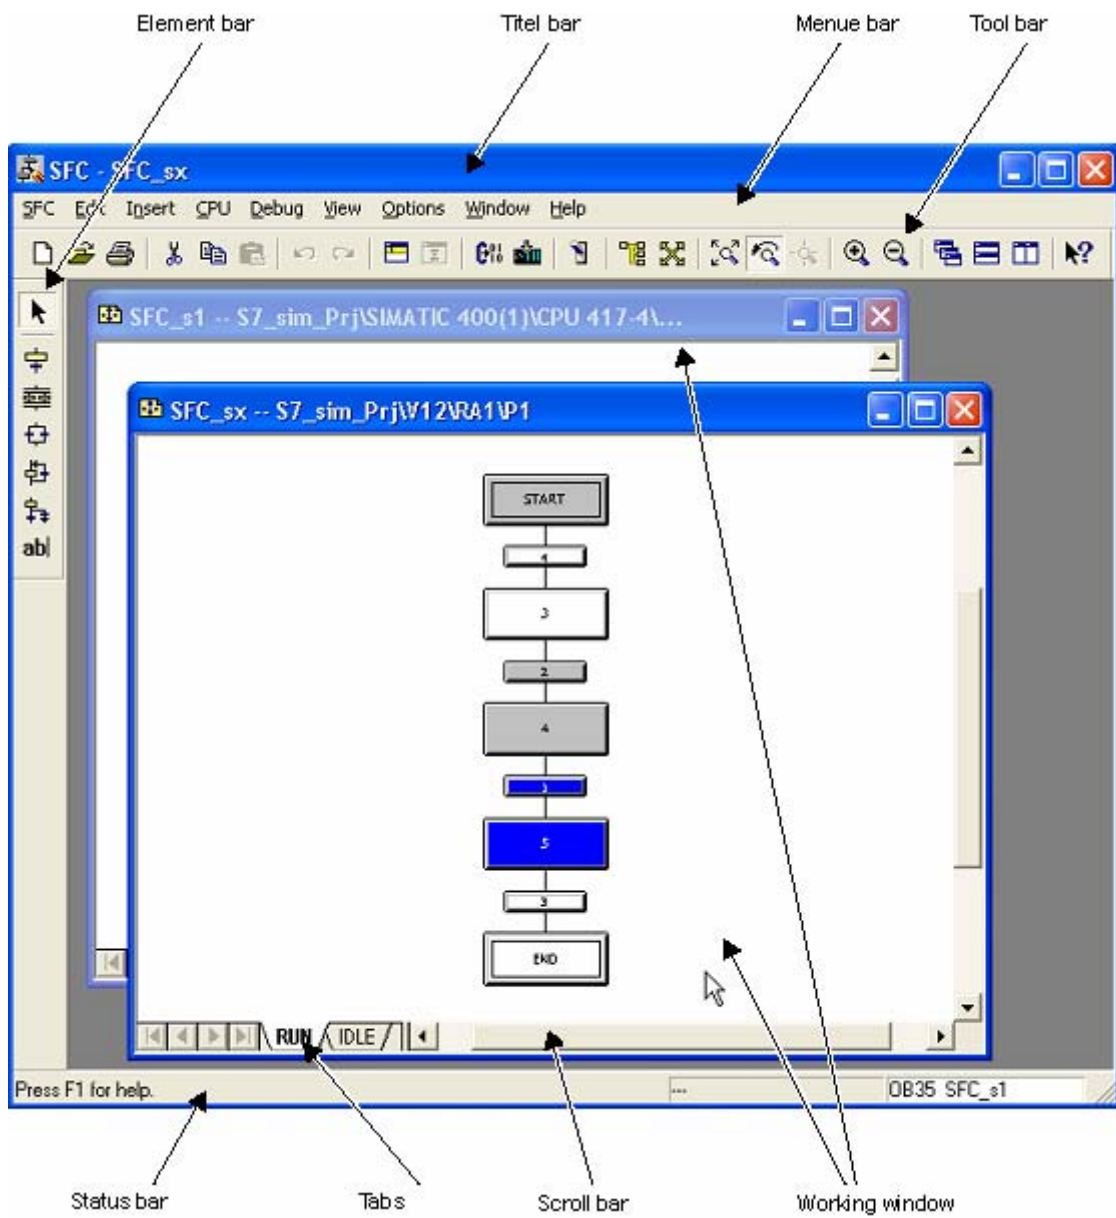 Element bar Titel bar Menue bar Tool bar
SFC - SFC_sx
SFC Edit Insert CPU Debug View Options Window Help
SFC_s1 -- S7_sim_Prj\SIMATIC 400(1)\CPU 417-4\...
ab
SFC_sx -- S7_sim_Prj\V12\RA1\P1
START
3
2
4
5
3
END
RUN IDLE
Press F1 for help. --- OB35 SFC_s1
Status bar Tabs Scroll bar Working window